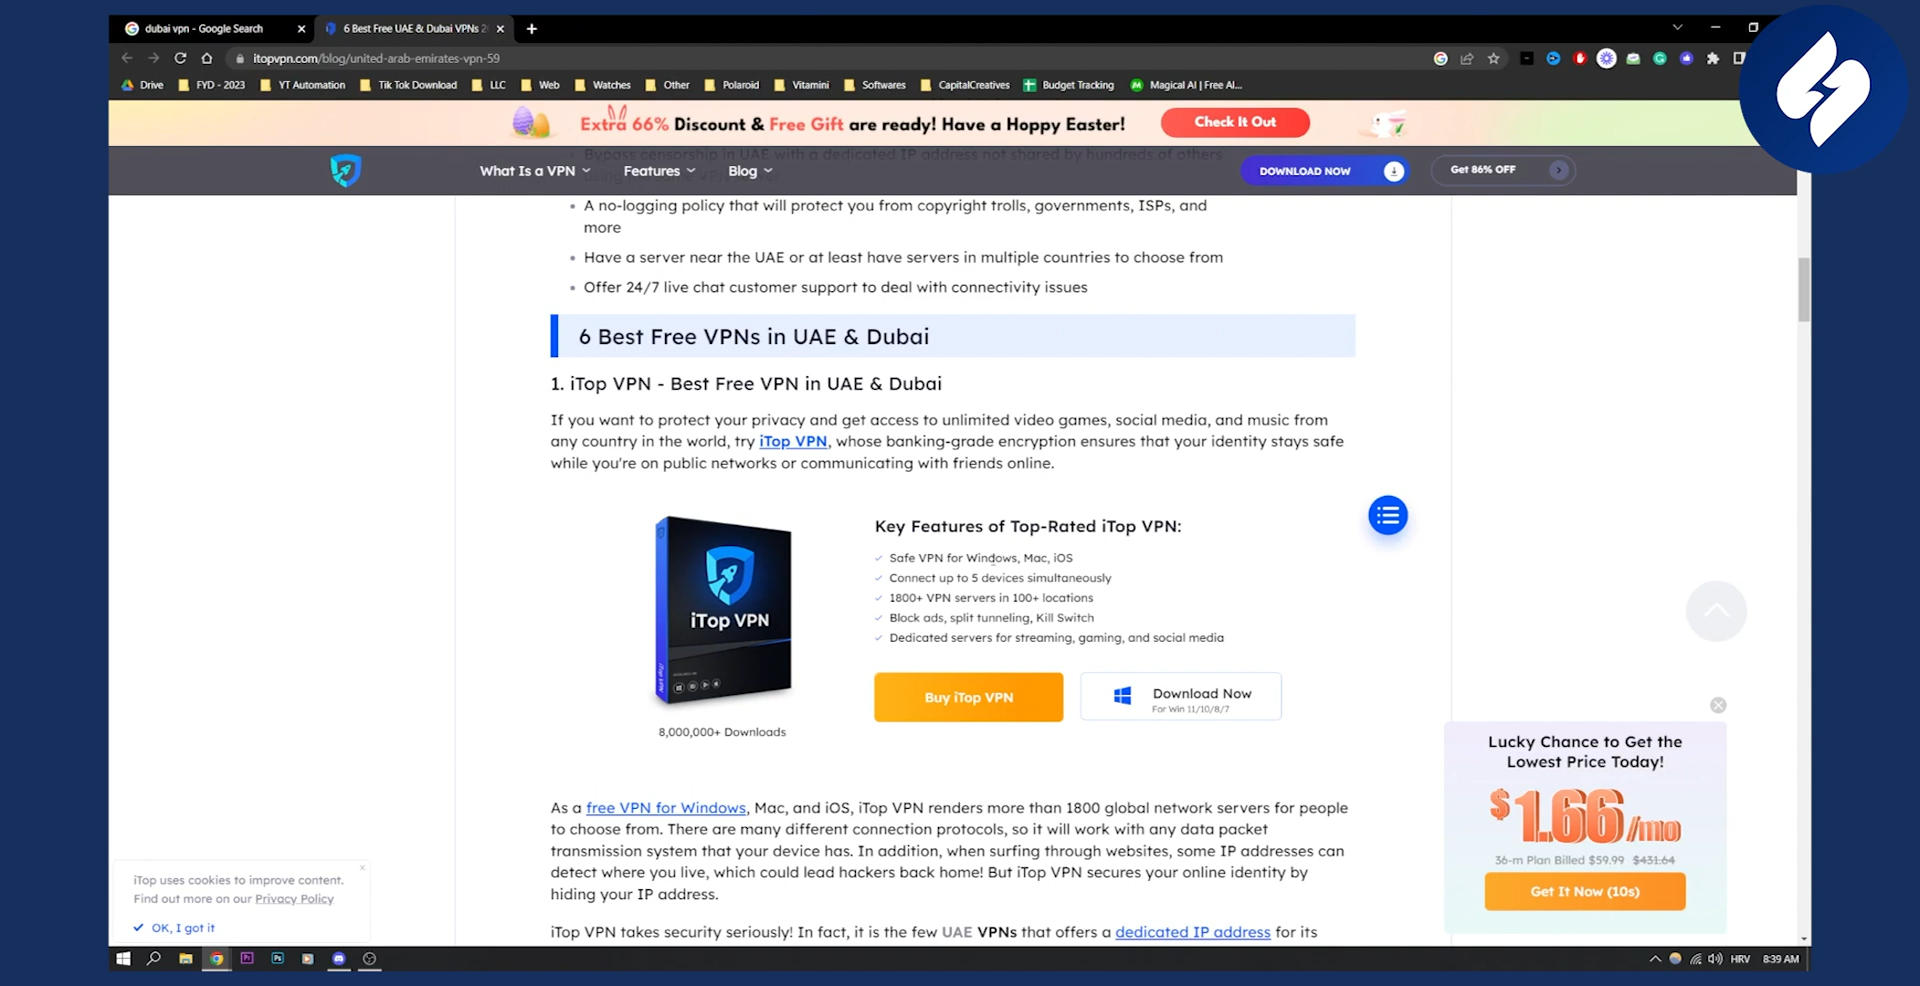 dubai vpn - Google Search
6 Best Free UAE & Dubai VPNs 2
itopvpn.com/blog/united-arab-emirates-vpn-59
Drive FYD - 2023 YT Automation Tik Tok Download LLC Web Watches Other Polaroid Vitamini Softwares CapitalCreatives Budget Tracking Magical AI | Free AI...
Extra 66% Discount & Free Gift are ready! Have a Hoppy Easter! Check It Out
Bypass censorship in UAE with a dedicated IP address not shared by hundreds of others
What Is a VPN Features Blog DOWNLOAD NOW Get 86% OFF
A no-logging policy that will protect you from copyright trolls, governments, ISPs, and
more
Have a server near the UAE or at least have servers in multiple countries to choose from
Offer 24/7 live chat customer support to deal with connectivity issues
6 Best Free VPNs in UAE & Dubai
1. iTop VPN - Best Free VPN in UAE & Dubai
If you want to protect your privacy and get access to unlimited video games, social media, and music from
any country in the world, try iTop VPN, whose banking-grade encryption ensures that your identity stays safe
while you're on public networks or communicating with friends online.
iTop VPN
iTop VPN
8,000,000+ Downloads
Key Features of Top-Rated iTop VPN:
Safe VPN for Windows, Mac, iOS
Connect up to 5 devices simultaneously
1800+ VPN servers in 100+ locations
Block ads, split tunneling, Kill Switch
Dedicated servers for streaming, gaming, and social media
Buy iTop VPN
Download Now
For Win 11/10/8/7
As a free VPN for Windows, Mac, and iOS, iTop VPN renders more than 1800 global network servers for people
to choose from. There are many different connection protocols, so it will work with any data packet
transmission system that your device has. In addition, when surfing through websites, some IP addresses can
detect where you live, which could lead hackers back home! But iTop VPN secures your online identity by
hiding your IP address.
iTop VPN takes security seriously! In fact, it is the few UAE VPNs that offers a dedicated IP address for its
Lucky Chance to Get the
Lowest Price Today!
$1.66/mo
36-m Plan Billed $59.99 $431.64
Get It Now (10s)
iTop uses cookies to improve content.
Find out more on our Privacy Policy
OK, I got it
HRV 8:39 AM